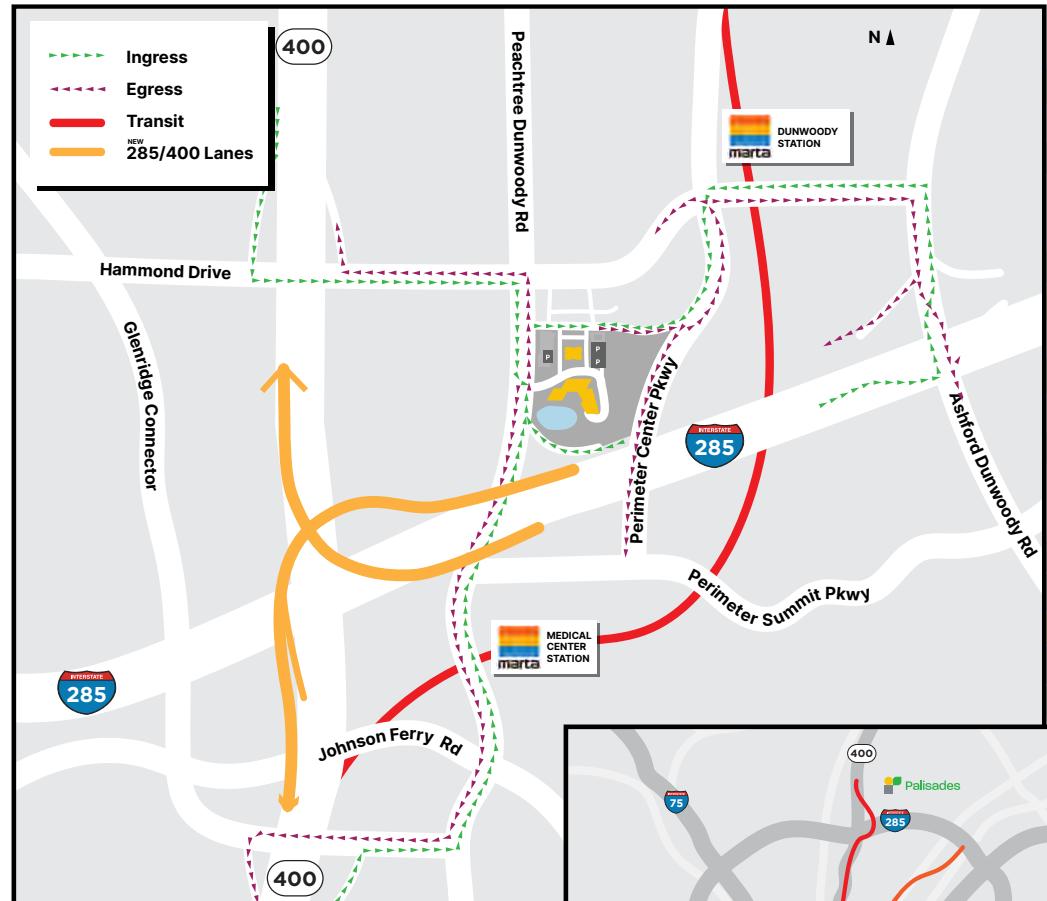 Ingress
Egress
Transit
NEW
285/400 Lanes
400
Peachtree Dunwoody Rd
N
marta
DUNWOODY
STATION
Hammond Drive
Glenridge Connector
P
P
P
Perimeter Center Pkwy
INTERSTATE
285
Ashford Dunwoody Rd
Perimeter Summit Pkwy
marta
MEDICAL
CENTER
STATION
INTERSTATE
285
Johnson Ferry Rd
400
400
Palisades
INTERSTATE
75
INTERSTATE
285